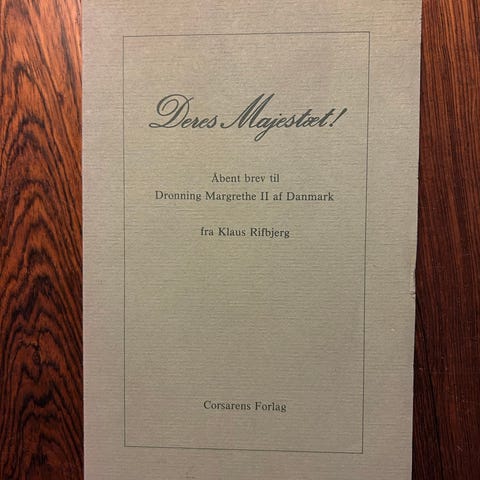 Deres Majestæt!
Åbent brev til
Dronning Margrethe II af Danmark
fra Klaus Rifbjerg
Corsarens Forlag